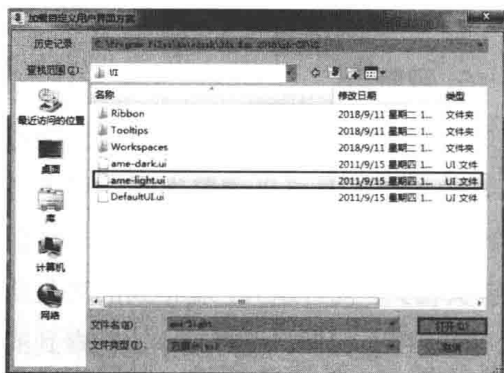 加载自定义用户界面方案
历史记录
查找范围(I):
UI
名称
修改日期
类型
最近访问的位置
桌面
库
计算机
网络
Ribbon
2018/9/11 星期二 1...
文件夹
Tooltips
2018/9/11 星期二 1...
文件夹
Workspaces
2018/9/11 星期二 1...
文件夹
ame-dark.ui
2011/9/15 星期四 1...
UI 文件
ame-light.ui
2011/9/15 星期四 1...
UI 文件
DefaultUI.ui
2011/9/15 星期四 1...
UI 文件
文件名(N):
ame-light
打开(O)
文件类型(T):
取消